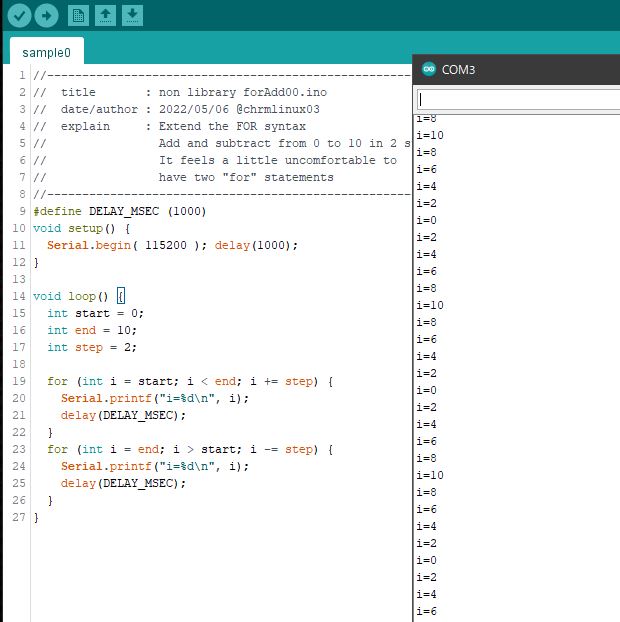 sample0
1 //----------------------------------------------------
2 //  title       : non library forAdd00.ino
3 //  date/author : 2022/05/06 @chrmlinux03
4 //  explain     : Extend the FOR syntax
5 //                Add and subtract from 0 to 10 in 2 s
6 //                It feels a little uncomfortable to
7 //                have two "for" statements
8 //----------------------------------------------------
9 #define DELAY_MSEC (1000)
10 void setup() {
11   Serial.begin( 115200 ); delay(1000);
12 }
13
14 void loop() {
15   int start = 0;
16   int end = 10;
17   int step = 2;
18
19   for (int i = start; i < end; i += step) {
20     Serial.printf("i=%d\n", i);
21     delay(DELAY_MSEC);
22   }
23   for (int i = end; i > start; i -= step) {
24     Serial.printf("i=%d\n", i);
25     delay(DELAY_MSEC);
26   }
27 }
COM3
i=8
i=10
i=8
i=6
i=4
i=2
i=0
i=2
i=4
i=6
i=8
i=10
i=8
i=6
i=4
i=2
i=0
i=2
i=4
i=6
i=8
i=10
i=8
i=6
i=4
i=2
i=0
i=2
i=4
i=6